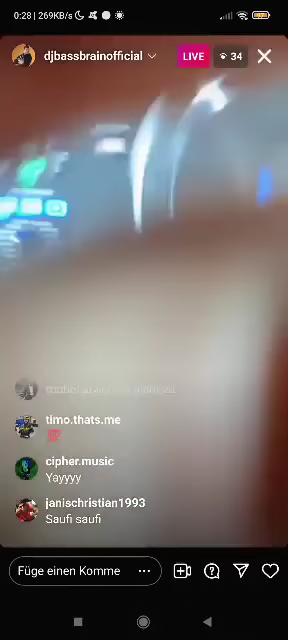 0:28 | 269KB/s
djbassbrainofficial
LIVE
34
timo.thats.me
💯
cipher.music
Yayyyy
janischristian1993
Saufi saufi
Füge einen Komme